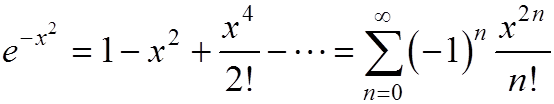 e^{-x^2} = 1 - x^2 + \frac{x^4}{2!} - \cdots = \sum_{n=0}^{\infty} (-1)^n \frac{x^{2n}}{n!}